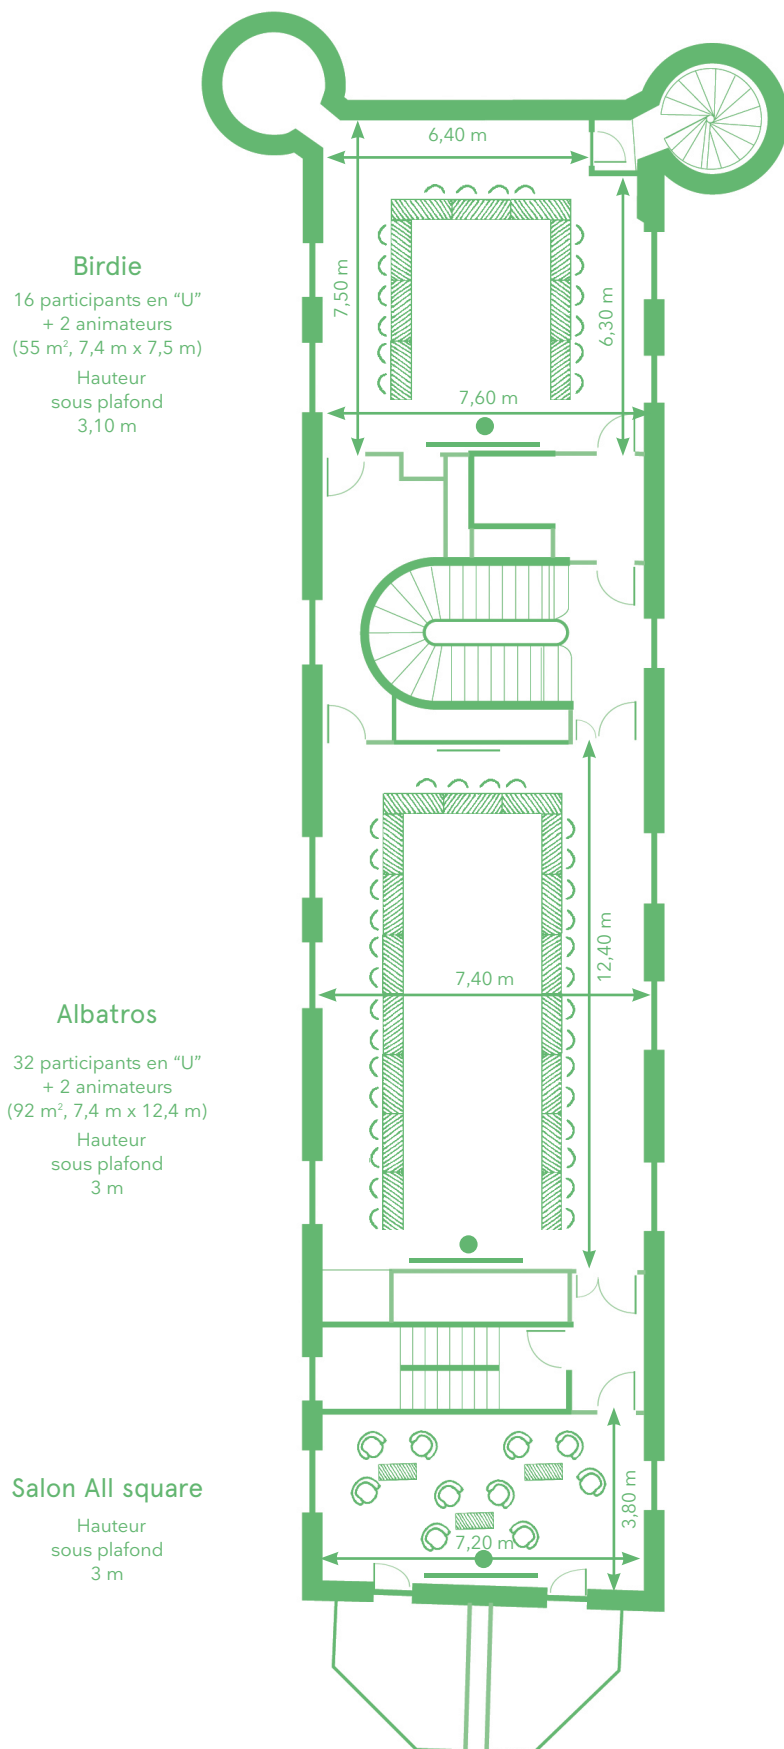 6,40 m
7,50 m
6,30 m
7,60 m
Birdie
16 participants en “U”
+ 2 animateurs
(55 m², 7,4 m x 7,5 m)
Hauteur
sous plafond
3,10 m
12,40 m
7,40 m
Albatros
32 participants en “U”
+ 2 animateurs
(92 m², 7,4 m x 12,4 m)
Hauteur
sous plafond
3 m
Salon All square
Hauteur
sous plafond
3 m
3,80 m
7,20 m